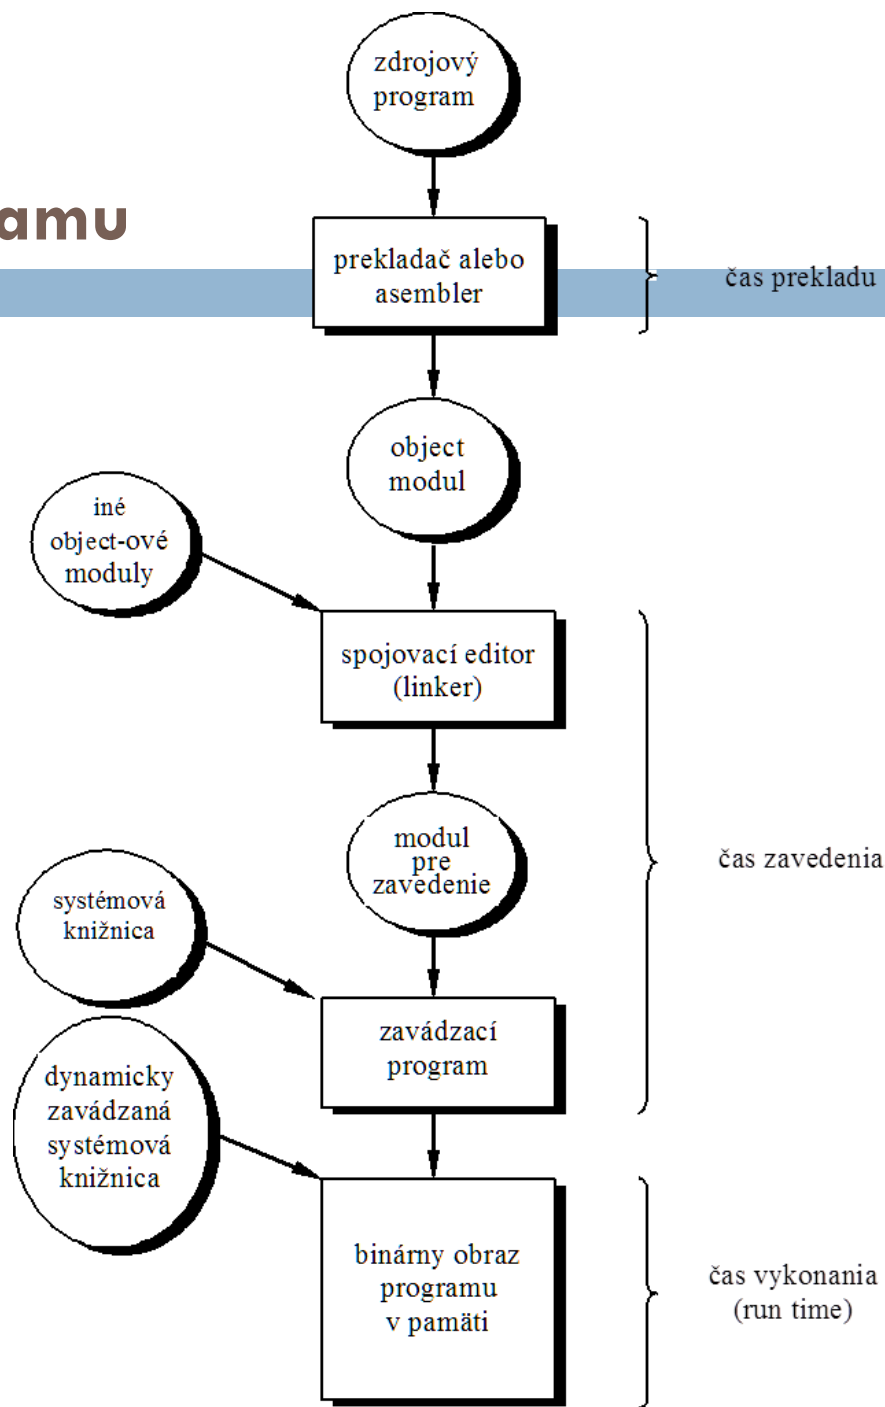 zdrojový
program
amu
prekladač alebo
asembler
čas prekladu
object
modul
iné
object-ové
moduly
spojovací editor
(linker)
modul
pre
zavedenie
čas zavedenia
systémová
knižnica
zavádzací
program
dynamicky
zavádzaná
systémová
knižnica
binárny obraz
programu
v pamäti
čas vykonania
(run time)